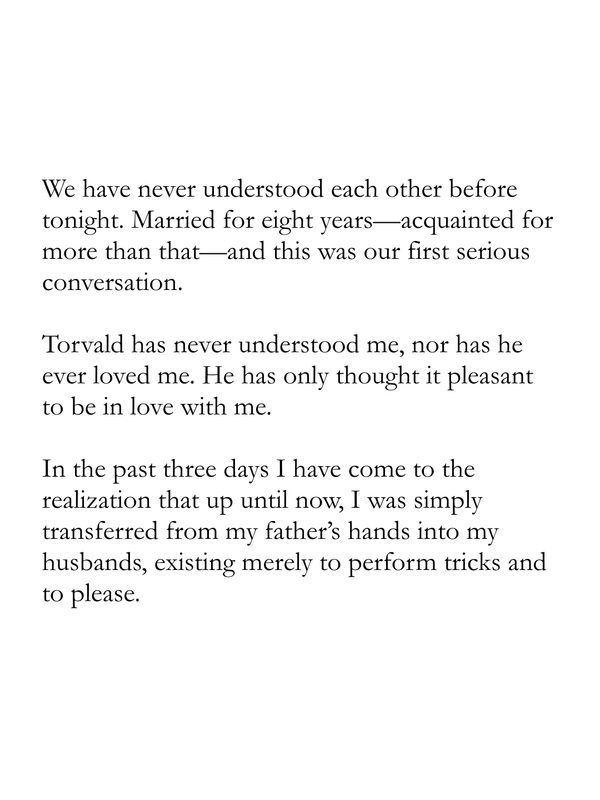 We have never understood each other before
tonight. Married for eight years—acquainted for
more than that—and this was our first serious
conversation.
Torvald has never understood me, nor has he
ever loved me. He has only thought it pleasant
to be in love with me.
In the past three days I have come to the
realization that up until now, I was simply
transferred from my father’s hands into my
husbands, existing merely to perform tricks and
to please.